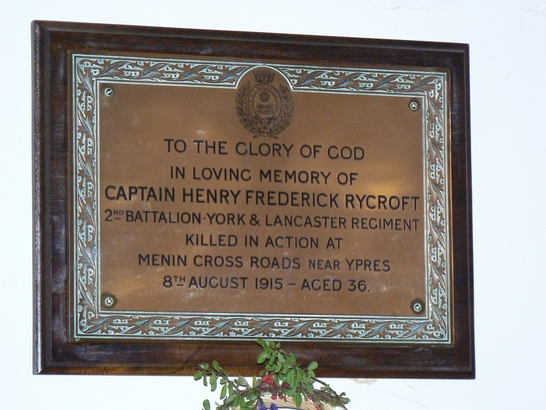 TO THE GLORY OF GOD
IN LOVING MEMORY OF
CAPTAIN HENRY FREDERICK RYCROFT
2ND BATTALION·YORK & LANCASTER REGIMENT
KILLED IN ACTION AT
MENIN CROSS ROADS NEAR YPRES
8TH AUGUST 1915 – AGED 36.